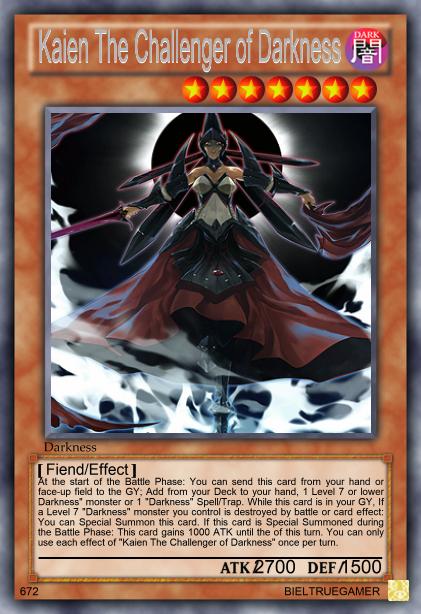 Kaien The Challenger of Darkness
DARK
闇
Darkness
[ Fiend/Effect ]
At the start of the Battle Phase: You can send this card from your hand or
face-up field to the GY; Add from your Deck to your hand, 1 Level 7 or lower
Darkness" monster or 1 "Darkness" Spell/Trap. While this card is in your GY, If
a Level 7 "Darkness" monster you control is destroyed by battle or card effect:
You can Special Summon this card. If this card is Special Summoned during
the Battle Phase: This card gains 1000 ATK until the of this turn. You can only
use each effect of "Kaien The Challenger of Darkness" once per turn.
ATK/2700 DEF/1500
672 BIELTRUEGAMER